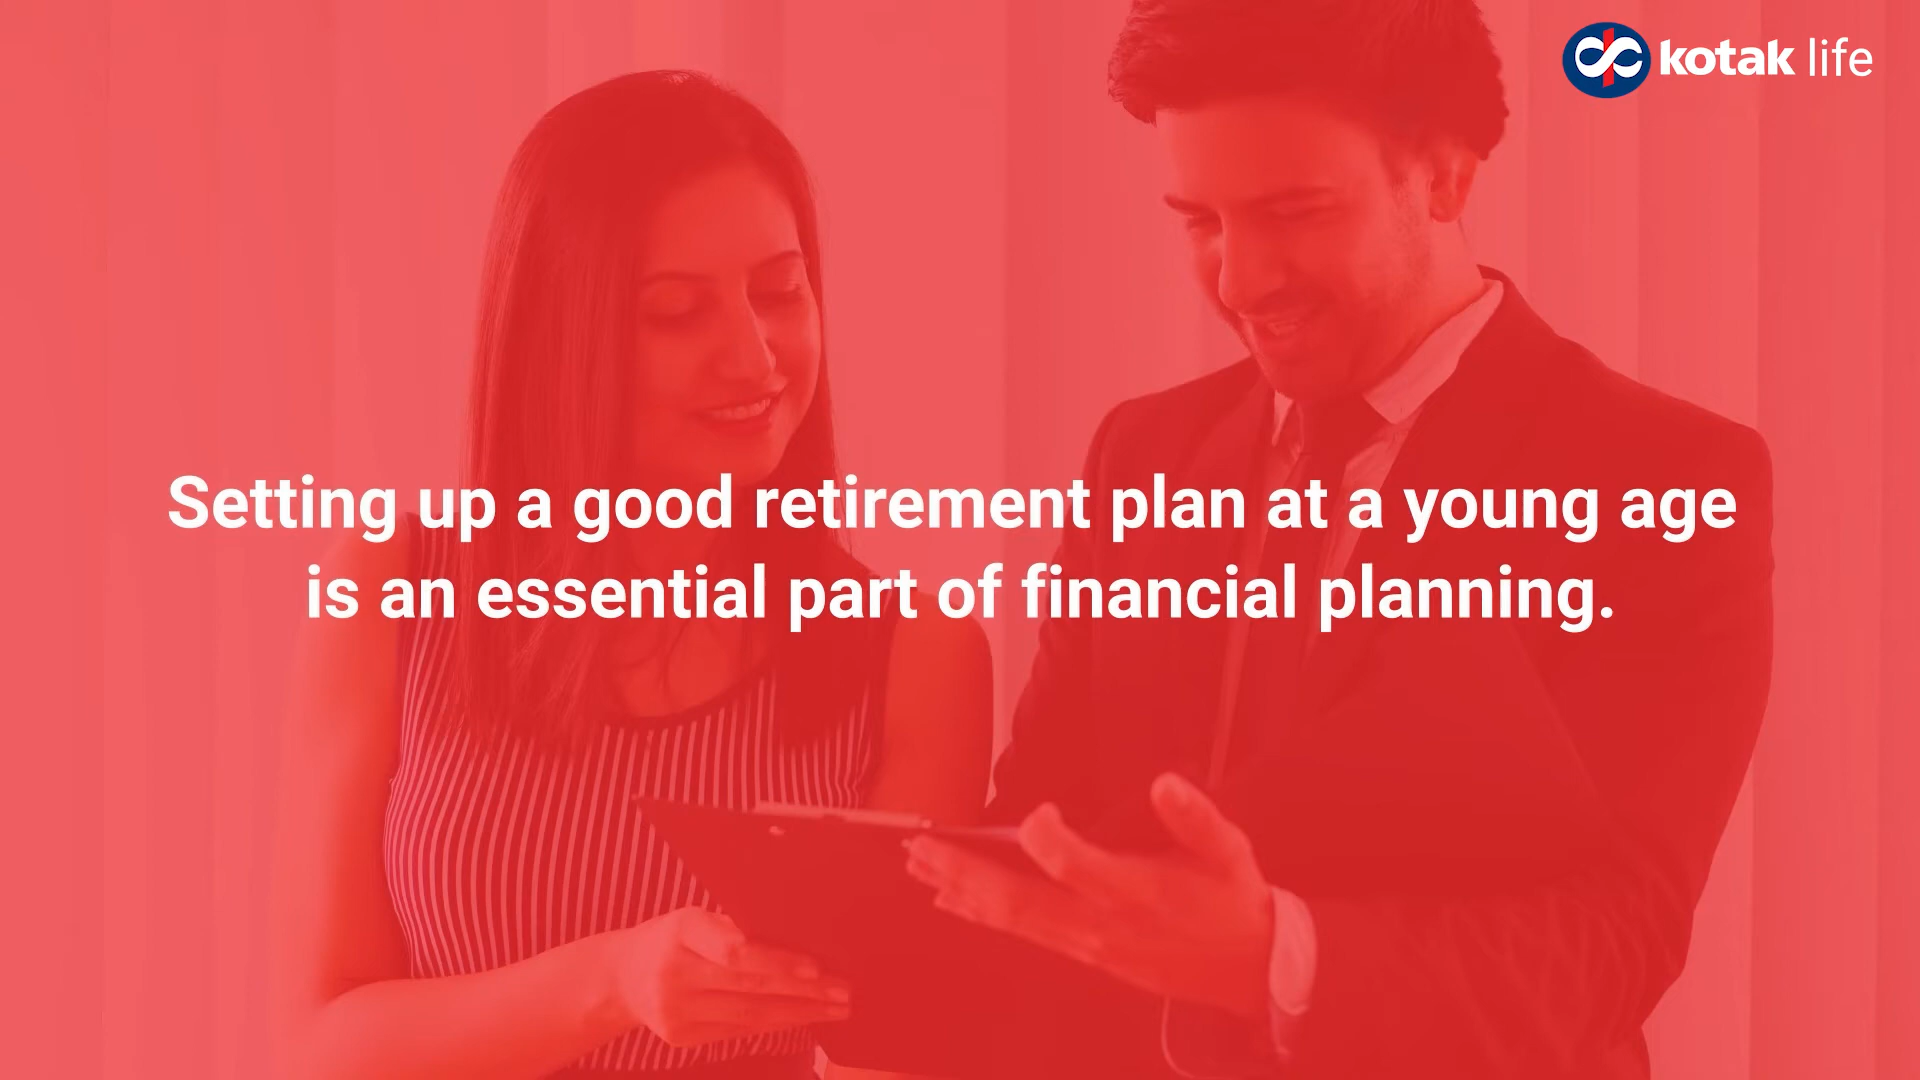 kotak life
Setting up a good retirement plan at a young age
is an essential part of financial planning.